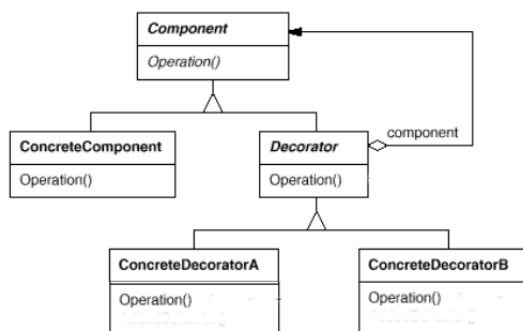 Component
Operation()
component
ConcreteComponent
Operation()
Decorator
Operation()
ConcreteDecoratorA
Operation()
ConcreteDecoratorB
Operation()